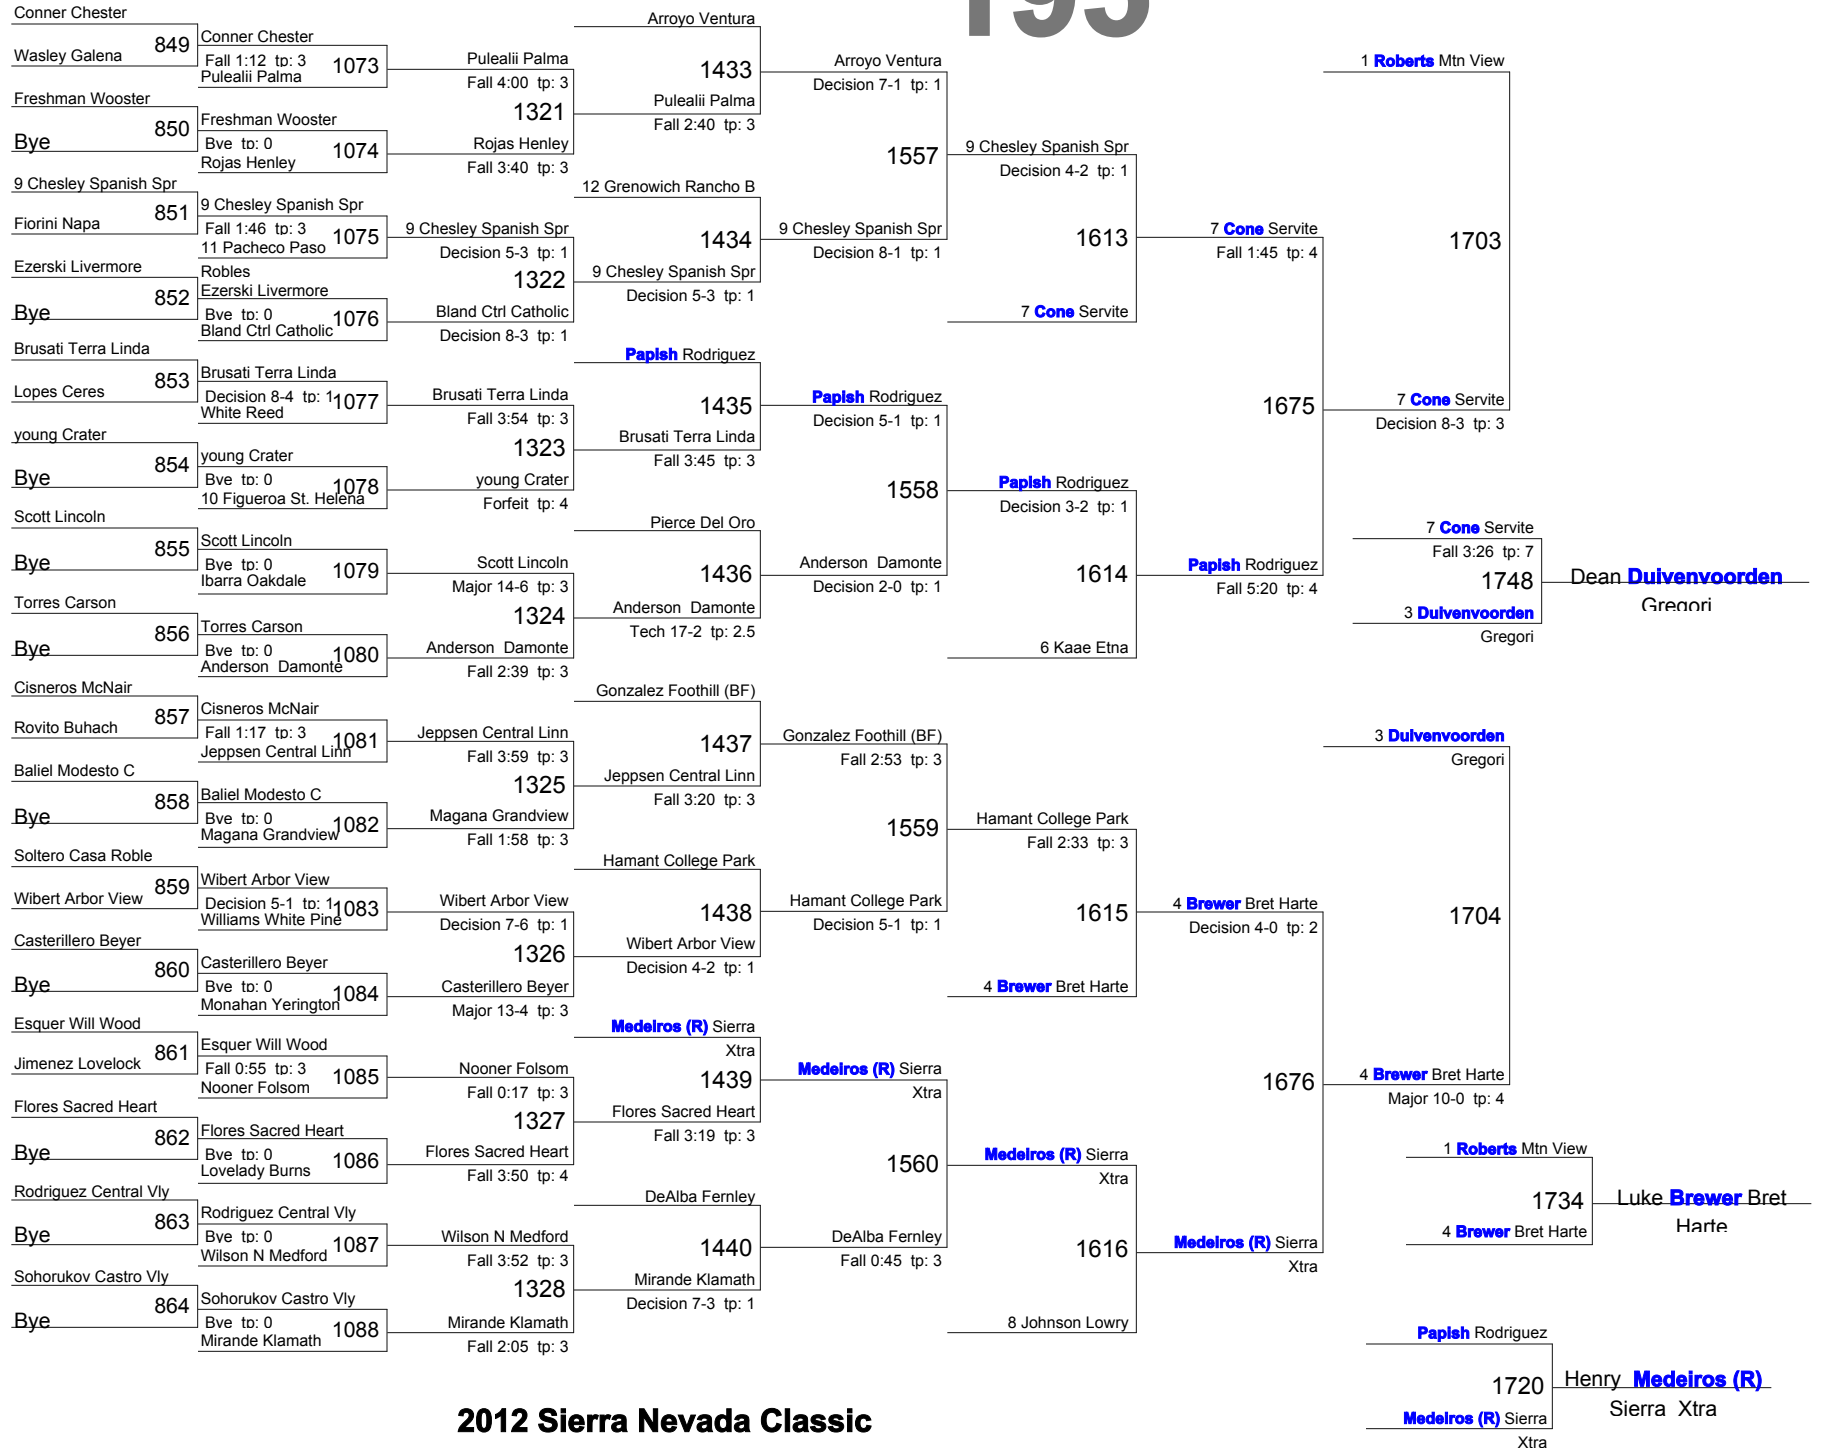 195
Conner Chester
849
Wasley Galena
Freshman Wooster
850
Bye
9 Chesley Spanish Spr
851
Fiorini Napa
Ezerski Livermore
852
Bye
Brusati Terra Linda
853
Lopes Ceres
young Crater
854
Bye
Scott Lincoln
855
Bye
Torres Carson
856
Bye
Cisneros McNair
857
Rovito Buhach
Baliel Modesto C
858
Bye
Soltero Casa Roble
859
Wibert Arbor View
Casterillero Beyer
860
Bye
Esquer Will Wood
861
Jimenez Lovelock
Flores Sacred Heart
862
Bye
Rodriguez Central Vly
863
Bye
Sohorukov Castro Vly
864
Bye
Conner Chester
Fall 1:12 tp: 3
1073
Pulealii Palma
Freshman Wooster
Bye tp: 0
1074
Rojas Henley
9 Chesley Spanish Spr
Fall 1:46 tp: 3
1075
11 Pacheco Paso
Robles
Ezerski Livermore
Bye tp: 0
1076
Bland Ctrl Catholic
Brusati Terra Linda
Decision 8-4 tp: 1
1077
White Reed
young Crater
Bye tp: 0
1078
10 Figueroa St. Helena
Scott Lincoln
Bye tp: 0
1079
Ibarra Oakdale
Torres Carson
Bye tp: 0
1080
Anderson Damonte
Cisneros McNair
Fall 1:17 tp: 3
1081
Jeppsen Central Linn
Baliel Modesto C
Bye tp: 0
1082
Magana Grandview
Wibert Arbor View
Decision 5-1 tp: 1
1083
Williams White Pine
Casterillero Beyer
Bye tp: 0
1084
Monahan Yerington
Esquer Will Wood
Fall 0:55 tp: 3
1085
Nooner Folsom
Flores Sacred Heart
Bye tp: 0
1086
Lovelady Burns
Rodriguez Central Vly
Bye tp: 0
1087
Wilson N Medford
Sohorukov Castro Vly
Bye tp: 0
1088
Mirande Klamath
Pulealii Palma
Fall 4:00 tp: 3
1321
Rojas Henley
Fall 3:40 tp: 3
9 Chesley Spanish Spr
Decision 5-3 tp: 1
1322
Bland Ctrl Catholic
Decision 8-3 tp: 1
Brusati Terra Linda
Fall 3:54 tp: 3
1323
young Crater
Forfeit tp: 4
Scott Lincoln
Major 14-6 tp: 3
1324
Anderson Damonte
Fall 2:39 tp: 3
Jeppsen Central Linn
Fall 3:59 tp: 3
1325
Magana Grandview
Fall 1:58 tp: 3
Wibert Arbor View
Decision 7-6 tp: 1
1326
Casterillero Beyer
Major 13-4 tp: 3
Nooner Folsom
Fall 0:17 tp: 3
1327
Flores Sacred Heart
Fall 3:50 tp: 4
Wilson N Medford
Fall 3:52 tp: 3
1328
Mirande Klamath
Fall 2:05 tp: 3
Arroyo Ventura
1433
Pulealii Palma
Fall 2:40 tp: 3
12 Grenowich Rancho B
1434
9 Chesley Spanish Spr
Decision 5-3 tp: 1
Papish Rodriguez
1435
Brusati Terra Linda
Fall 3:45 tp: 3
Pierce Del Oro
1436
Anderson Damonte
Tech 17-2 tp: 2.5
Gonzalez Foothill (BF)
1437
Jeppsen Central Linn
Fall 3:20 tp: 3
Hamant College Park
1438
Wibert Arbor View
Decision 4-2 tp: 1
Medeiros (R) Sierra
Xtra
1439
Flores Sacred Heart
Fall 3:19 tp: 3
DeAlba Fernley
1440
Mirande Klamath
Decision 7-3 tp: 1
Arroyo Ventura
Decision 7-1 tp: 1
1557
9 Chesley Spanish Spr
Decision 8-1 tp: 1
Papish Rodriguez
Decision 5-1 tp: 1
1558
Anderson Damonte
Decision 2-0 tp: 1
Gonzalez Foothill (BF)
Fall 2:53 tp: 3
1559
Hamant College Park
Decision 5-1 tp: 1
Medeiros (R) Sierra
Xtra
1560
DeAlba Fernley
Fall 0:45 tp: 3
9 Chesley Spanish Spr
Decision 4-2 tp: 1
1613
7 Cone Servite
Papish Rodriguez
Decision 3-2 tp: 1
1614
6 Kaae Etna
Hamant College Park
Fall 2:33 tp: 3
1615
4 Brewer Bret Harte
Medeiros (R) Sierra
Xtra
1616
8 Johnson Lowry
7 Cone Servite
Fall 1:45 tp: 4
1675
Papish Rodriguez
Fall 5:20 tp: 4
4 Brewer Bret Harte
Decision 4-0 tp: 2
1676
Medeiros (R) Sierra
Xtra
1 Roberts Mtn View
1703
7 Cone Servite
Decision 8-3 tp: 3
7 Cone Servite
Fall 3:26 tp: 7
1748
3 Duivenvoorden
Gregori
Dean Duivenvoorden
Gregori
3 Duivenvoorden
Gregori
1704
4 Brewer Bret Harte
Major 10-0 tp: 4
1 Roberts Mtn View
1734
4 Brewer Bret Harte
Luke Brewer Bret
Harte
Papish Rodriguez
1720
Medeiros (R) Sierra
Xtra
Henry Medeiros (R)
Sierra Xtra
2012 Sierra Nevada Classic